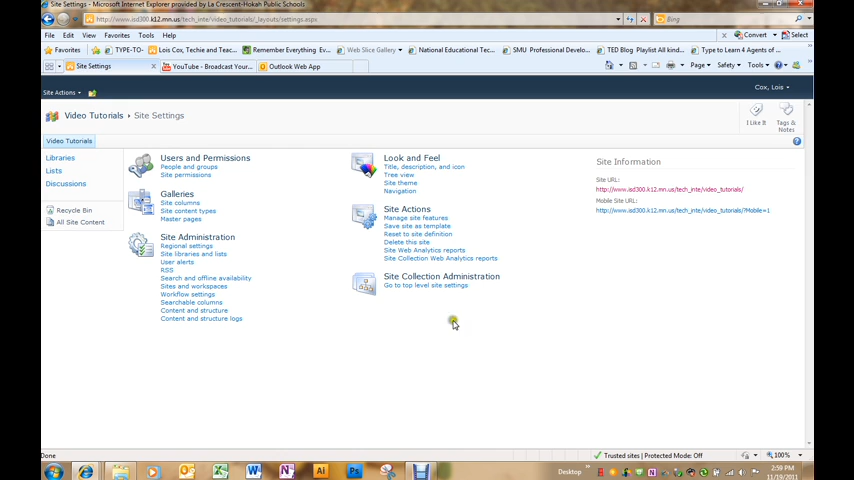 Site Settings - Microsoft Internet Explorer provided by La Crescent-Hokah Public Schools
http://www.isd300.k12.mn.us/tech_inte/video_tutorials/_layouts/settings.aspx
Bing
File Edit View Favorites Tools Help
Convert Select
Favorites TYPE-TO- Lois Cox, Techie and Teac... Remember Everything Ev... Web Slice Gallery National Educational Tec... SMU Professional Develo... TED Blog Playlist All kind... Type to Learn 4 Agents of ...
Site Settings YouTube - Broadcast Your... Outlook Web App
Page Safety Tools
Site Actions
Cox, Lois
Video Tutorials Site Settings
I Like It
Tags & Notes
Video Tutorials
Libraries
Lists
Discussions
Recycle Bin
All Site Content
Users and Permissions
People and groups
Site permissions
Galleries
Site columns
Site content types
Master pages
Site Administration
Regional settings
Site libraries and lists
User alerts
RSS
Search and offline availability
Sites and workspaces
Workflow settings
Searchable columns
Content and structure
Content and structure logs
Look and Feel
Title, description, and icon
Tree view
Site theme
Navigation
Site Actions
Manage site features
Save site as template
Reset to site definition
Delete this site
Site Web Analytics reports
Site Collection Web Analytics reports
Site Collection Administration
Go to top level site settings
Site Information
Site URL:
http://www.isd300.k12.mn.us/tech_inte/video_tutorials/
Mobile Site URL:
http://www.isd300.k12.mn.us/tech_inte/video_tutorials/?Mobile=1
Done
Trusted sites | Protected Mode: Off
100%
Desktop
2:59 PM
11/19/2011